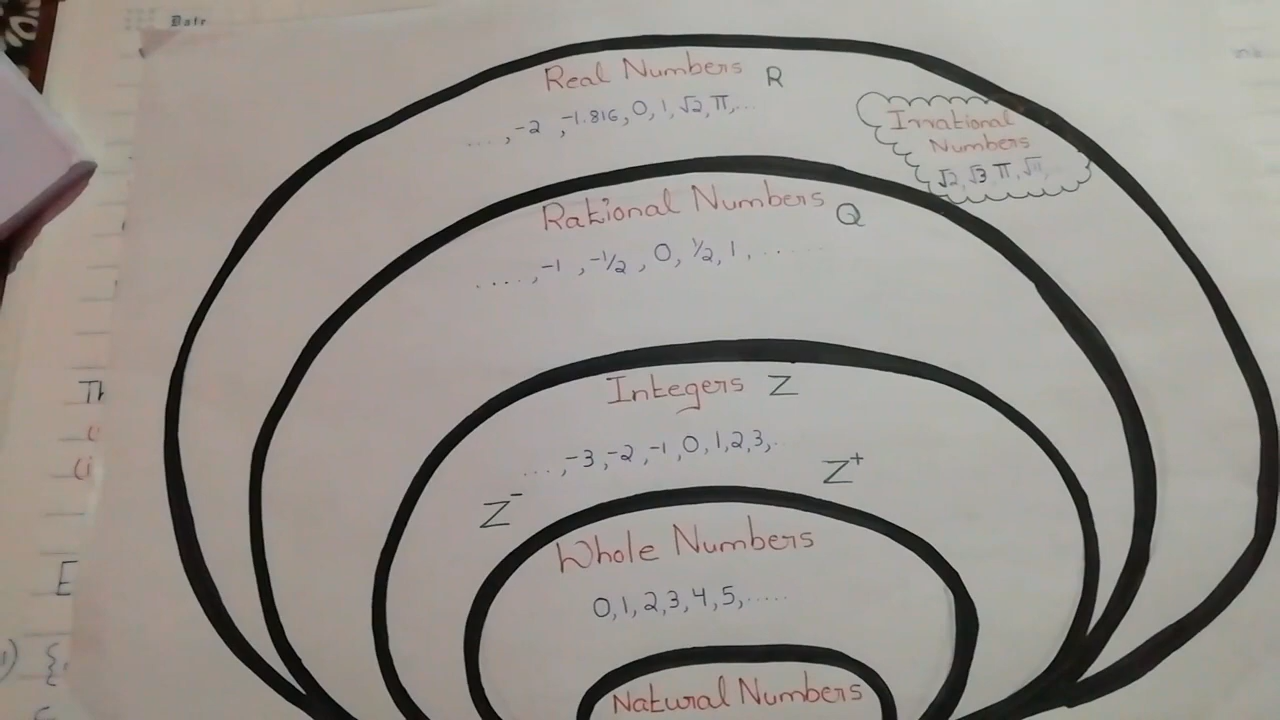 Date
Real Numbers R
...., -2, -1.816, 0, 1, √2, π, ...
Irrational
Numbers
√2, √3 π,
Rational Numbers Q
...., -1, -1/2, 0, 1/2, 1, .......
Integers Z
...., -3, -2, -1, 0, 1, 2, 3, .
Z⁺
Z⁻
Whole Numbers
0, 1, 2, 3, 4, 5, ......
Natural Numbers